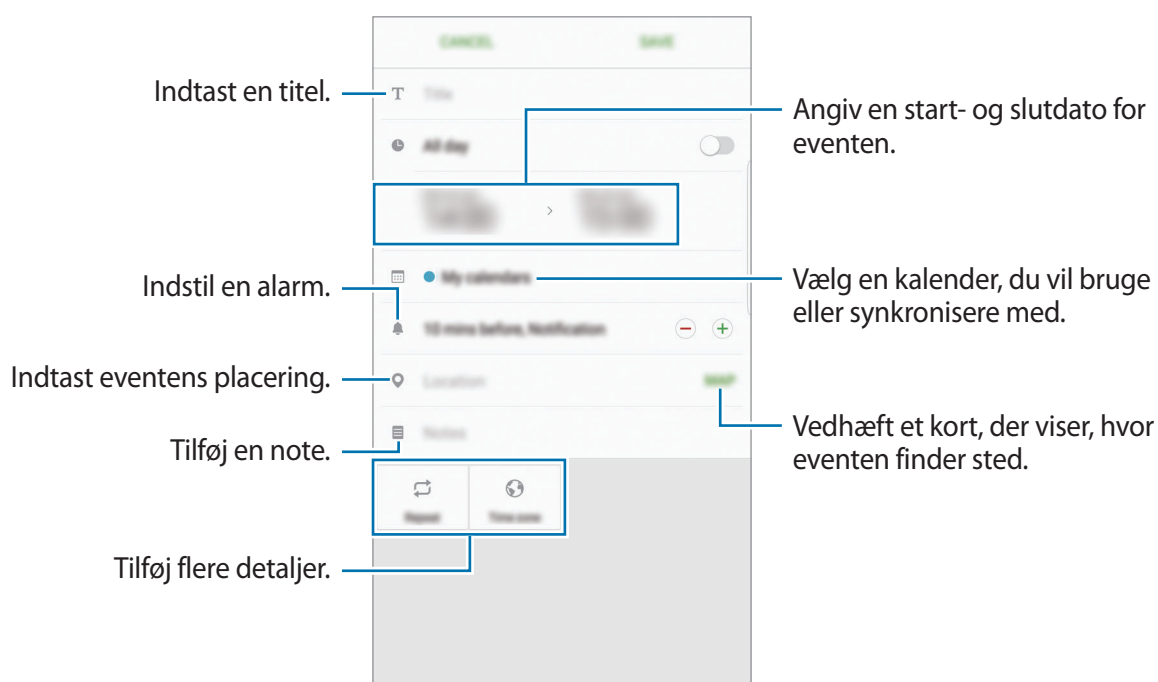 CANCEL
SAVE
Indtast en titel.
T
Title
Angiv en start- og slutdato for
eventen.
All day
Indstil en alarm.
My calendars
Vælg en kalender, du vil bruge
eller synkronisere med.
10 mins before, Notification
Indtast eventens placering.
Location
MAP
Tilføj en note.
Notes
Vedhæft et kort, der viser, hvor
eventen finder sted.
Repeat
Time zone
Tilføj flere detaljer.